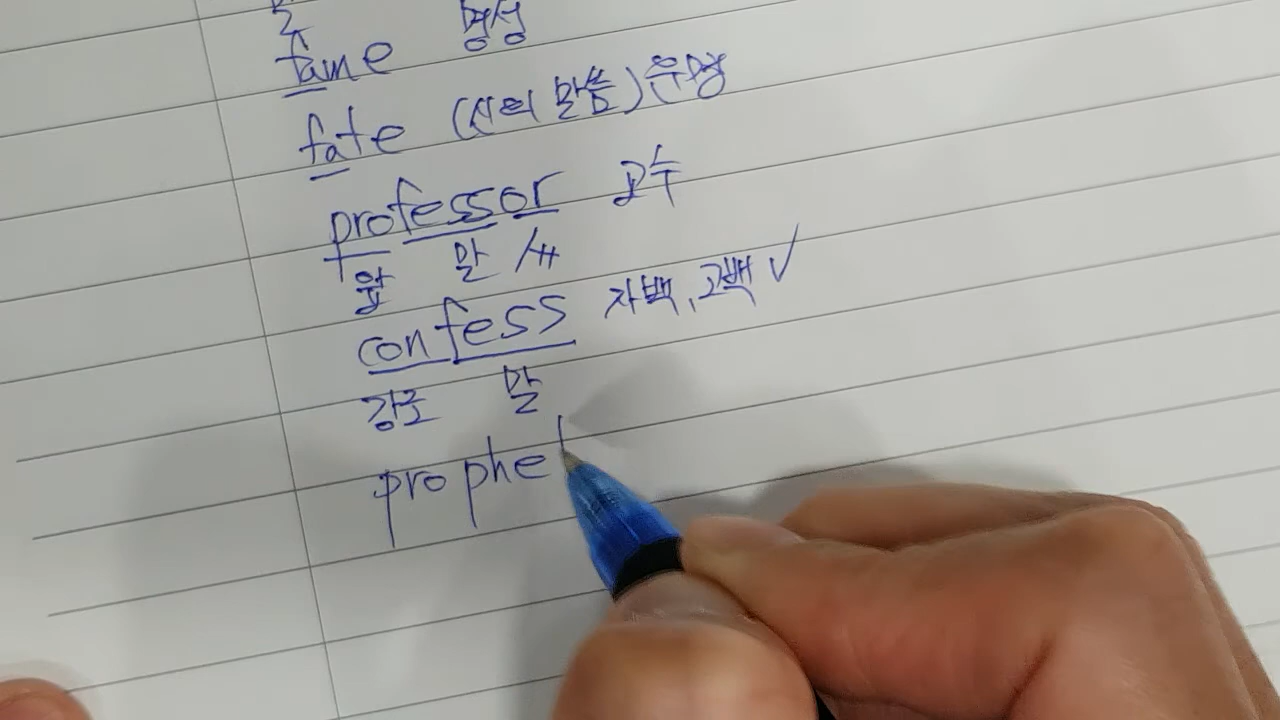 fame 명성
fate (신의 말씀) 운명
professor 교수
앞 말 사
confess 자백, 고백 ✓
강조 말
prophet